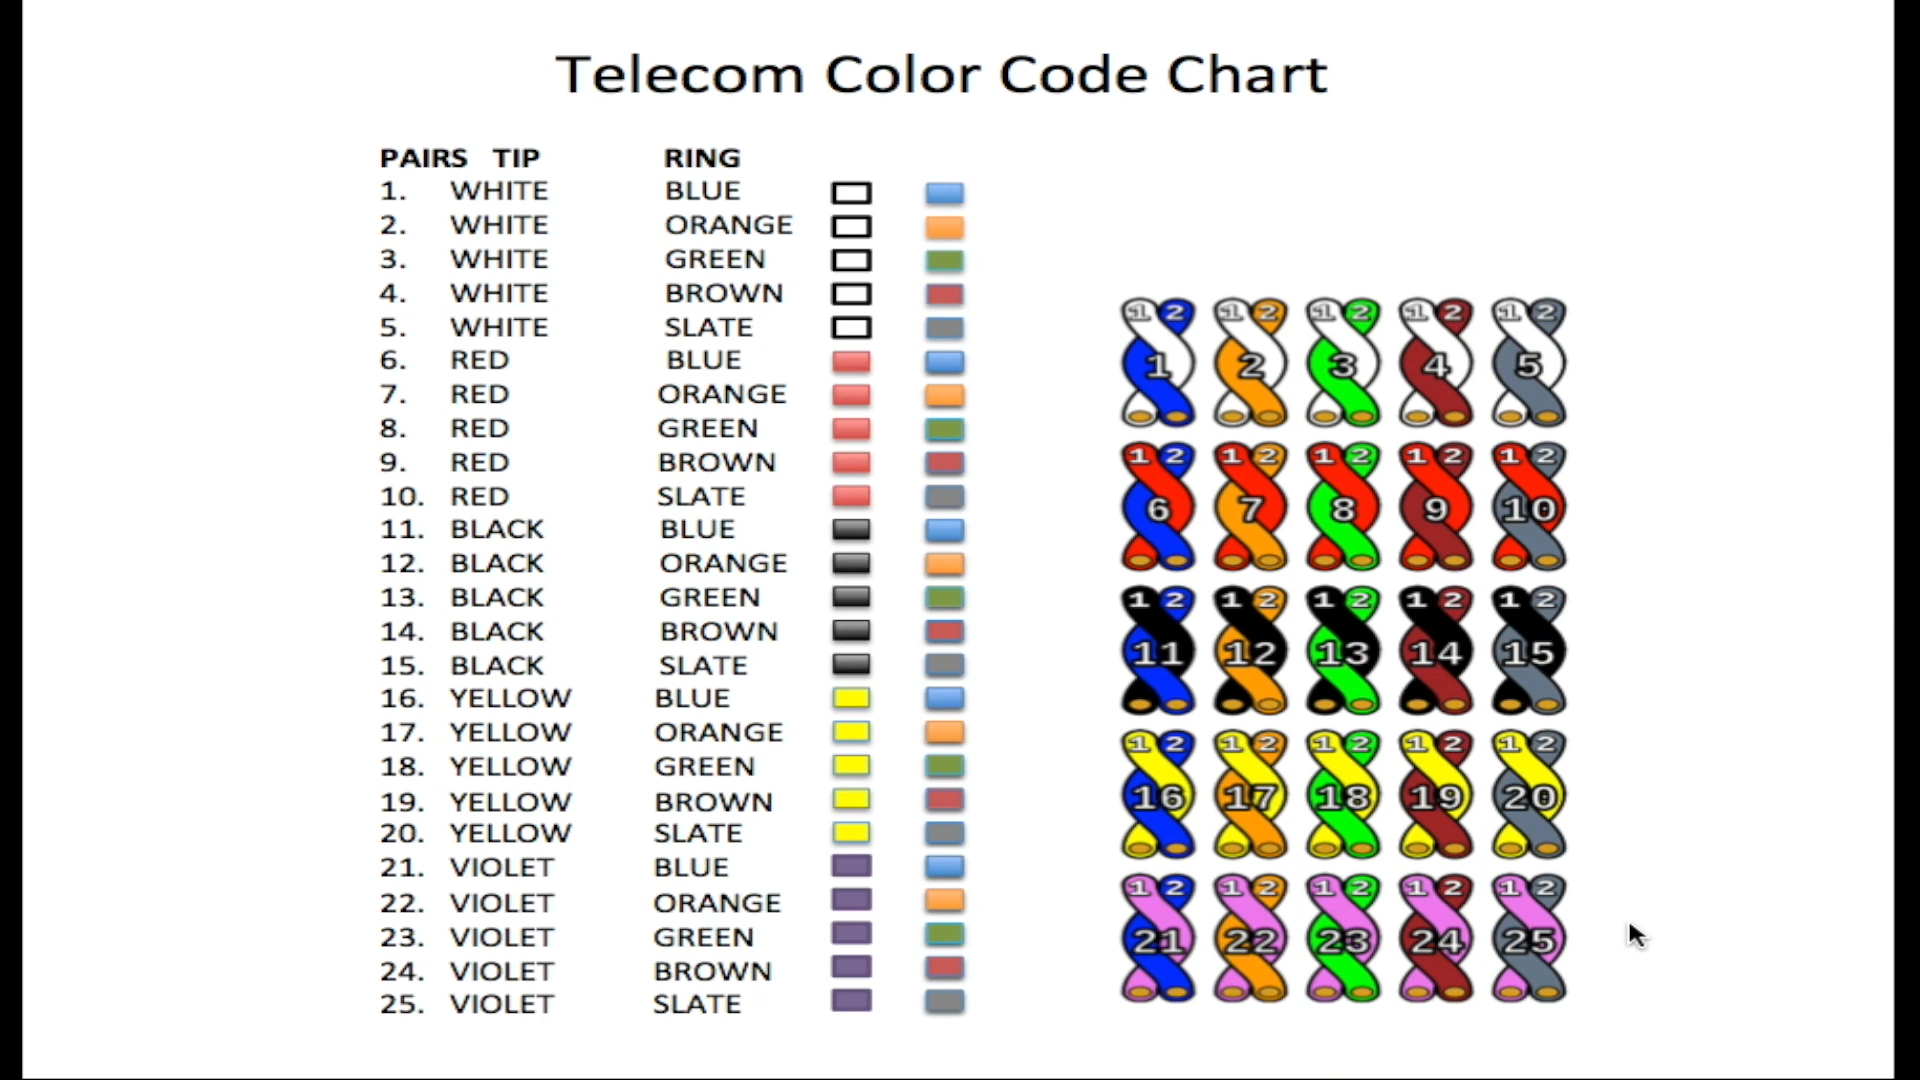 Telecom Color Code Chart
PAIRS TIP RING
1. WHITE BLUE
2. WHITE ORANGE
3. WHITE GREEN
4. WHITE BROWN
5. WHITE SLATE
6. RED BLUE
7. RED ORANGE
8. RED GREEN
9. RED BROWN
10. RED SLATE
11. BLACK BLUE
12. BLACK ORANGE
13. BLACK GREEN
14. BLACK BROWN
15. BLACK SLATE
16. YELLOW BLUE
17. YELLOW ORANGE
18. YELLOW GREEN
19. YELLOW BROWN
20. YELLOW SLATE
21. VIOLET BLUE
22. VIOLET ORANGE
23. VIOLET GREEN
24. VIOLET BROWN
25. VIOLET SLATE
1 2 1 2 1 2 1 2 1 2
1 2 3 4 5
1 2 1 2 1 2 1 2 1 2
6 7 8 9 10
1 2 1 2 1 2 1 2 1 2
11 12 13 14 15
1 2 1 2 1 2 1 2 1 2
16 17 18 19 20
1 2 1 2 1 2 1 2 1 2
21 22 23 24 25